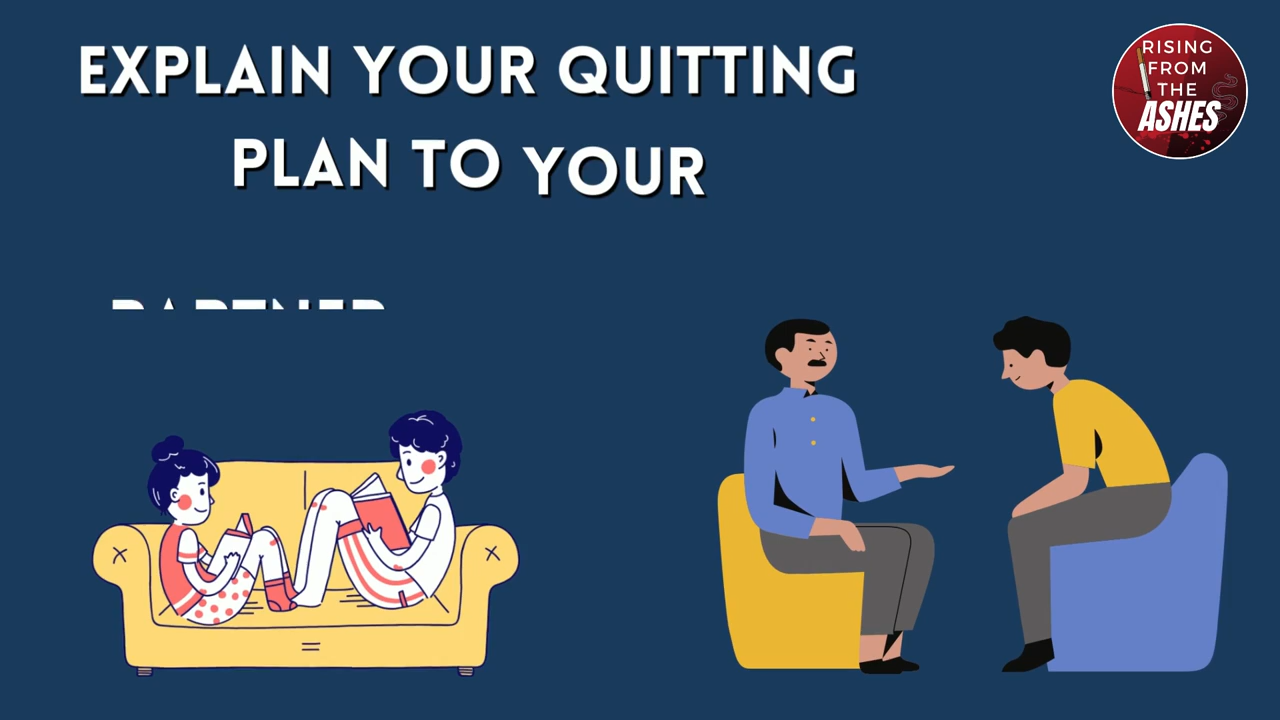 EXPLAIN YOUR QUITTING
PLAN TO YOUR
RISING
FROM
THE
ASHES